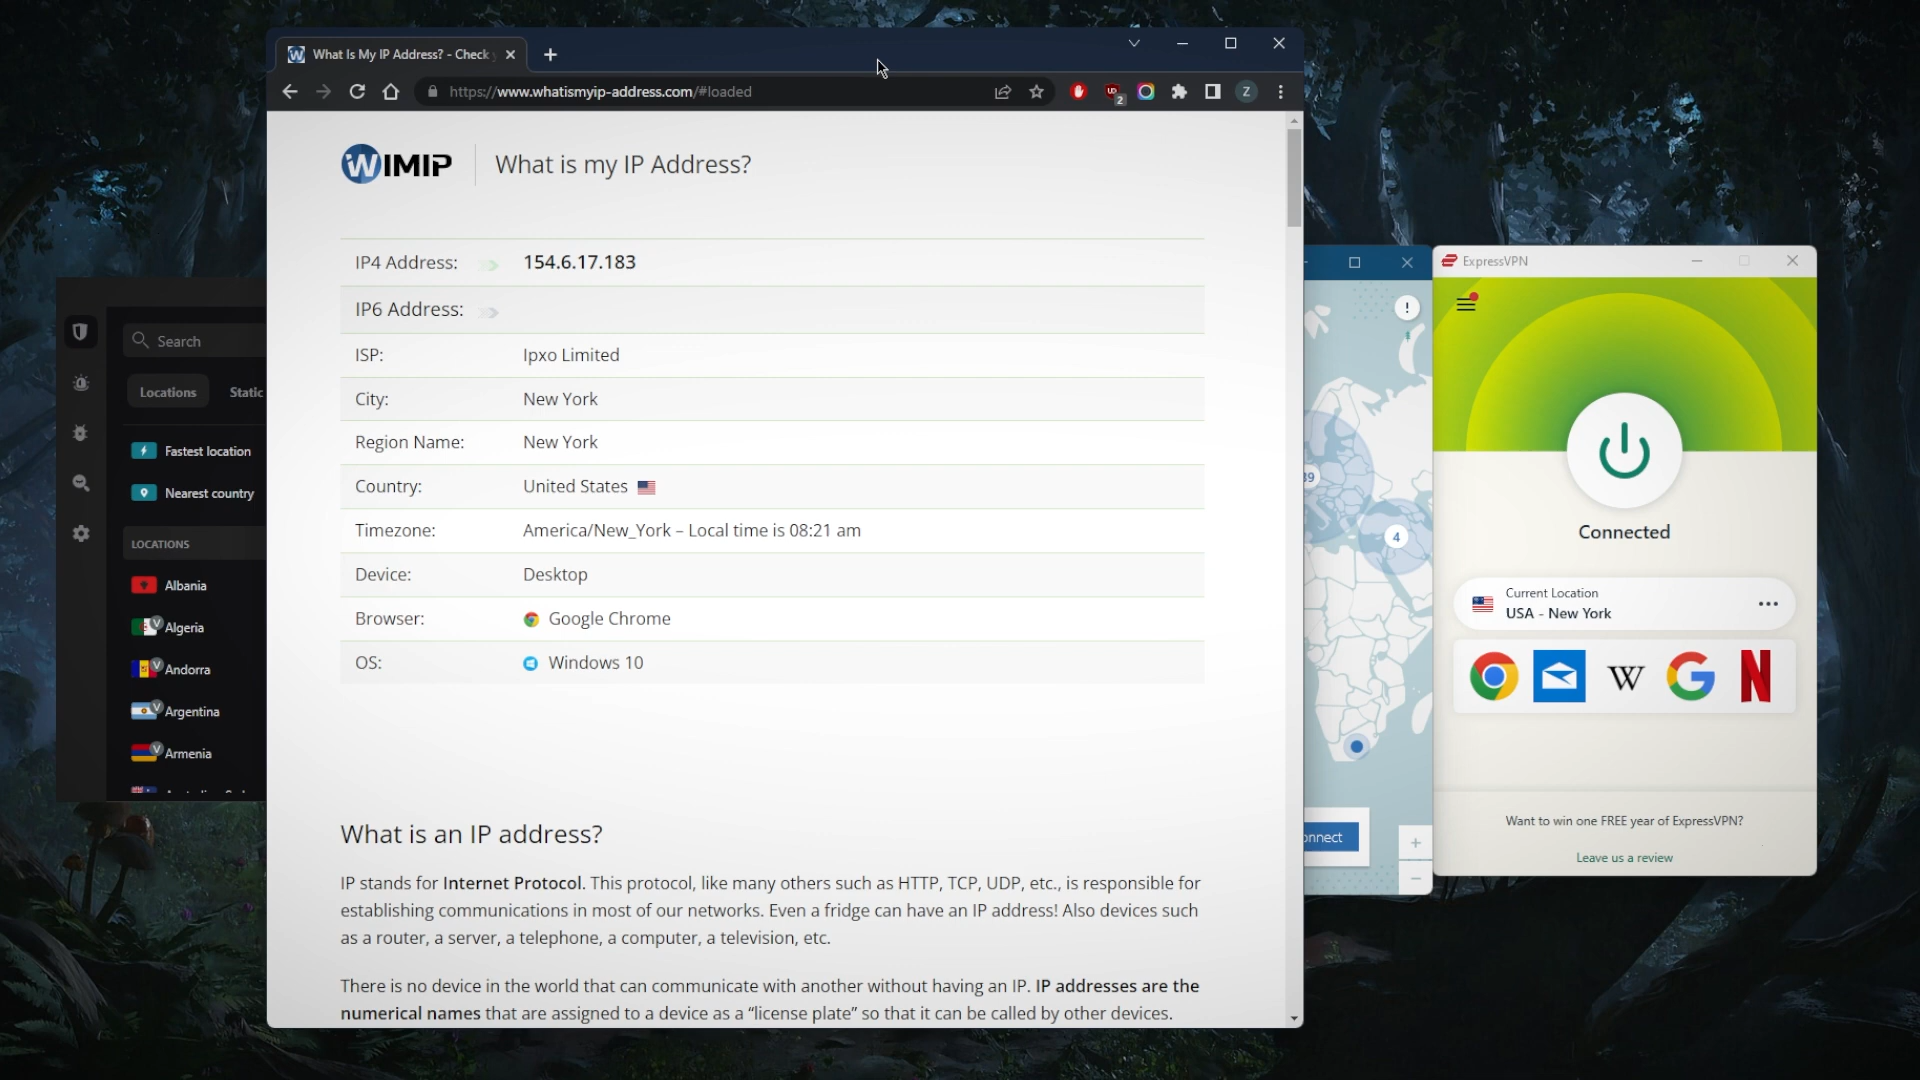 What Is My IP Address? - Check
https://www.whatismyip-address.com/#loaded
UD
2
Z
WIMIP
What is my IP Address?
IP4 Address: 154.6.17.183
IP6 Address:
ISP: Ipxo Limited
City: New York
Region Name: New York
Country: United States
Timezone: America/New_York – Local time is 08:21 am
Device: Desktop
Browser: Google Chrome
OS: Windows 10
What is an IP address?
IP stands for Internet Protocol. This protocol, like many others such as HTTP, TCP, UDP, etc., is responsible for
establishing communications in most of our networks. Even a fridge can have an IP address! Also devices such
as a router, a server, a telephone, a computer, a television, etc.
There is no device in the world that can communicate with another without having an IP. IP addresses are the
numerical names that are assigned to a device as a “license plate” so that it can be called by other devices.
Search
Locations
Static
Fastest location
Nearest country
LOCATIONS
Albania
V Algeria
V Andorra
V Argentina
V Armenia
!
39
4
onnect
+
−
ExpressVPN
Connected
Current Location
USA - New York
W
G
N
Want to win one FREE year of ExpressVPN?
Leave us a review